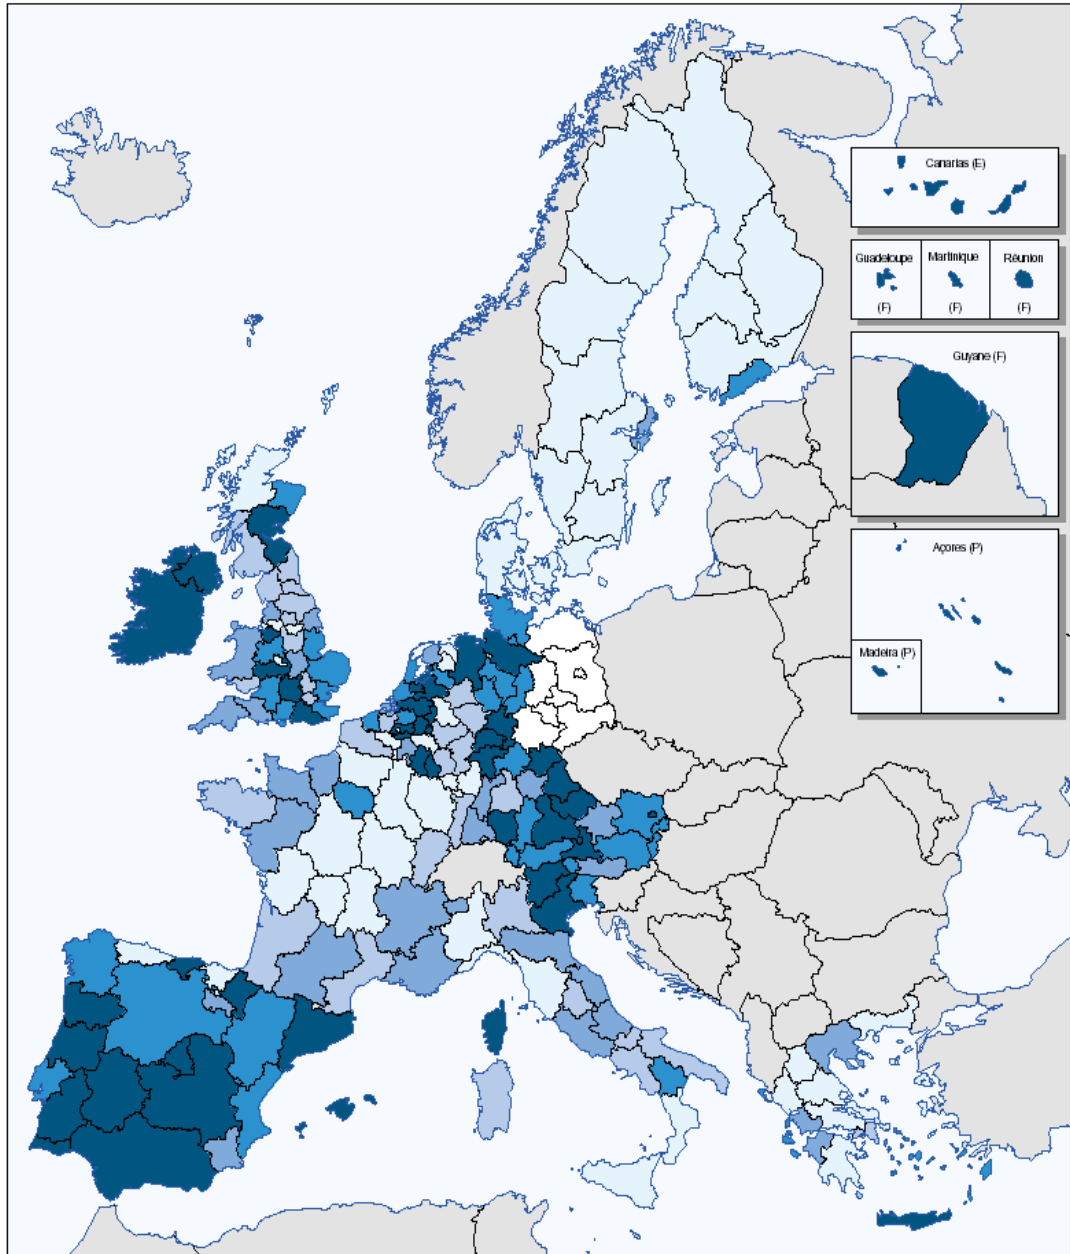 Canarias (E)
Guadeloupe
Martinique
Réunion
(F)
(F)
(F)
Guyane (F)
Açores (P)
Madeira (P)